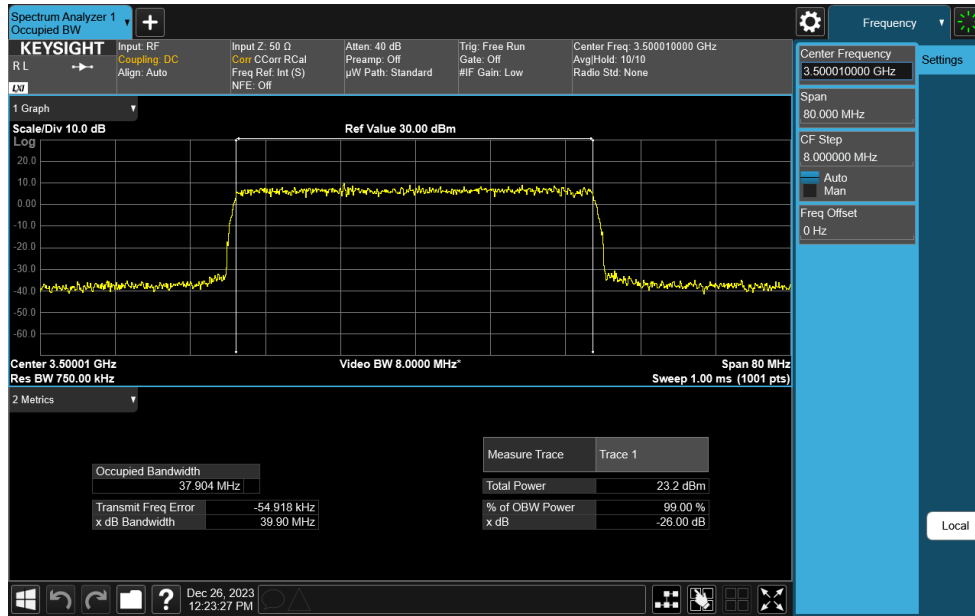 Spectrum Analyzer 1
Occupied BW
Frequency
KEYSIGHT
R L
LXI
Input: RF
Coupling: DC
Align: Auto
Input Z: 50 Ω
Corr CCorr RCal
Freq Ref: Int (S)
NFE: Off
Atten: 40 dB
Preamp: Off
µW Path: Standard
Trig: Free Run
Gate: Off
#IF Gain: Low
Center Freq: 3.500010000 GHz
Avg|Hold: 10/10
Radio Std: None
Center Frequency
3.500010000 GHz
Settings
Span
80.000 MHz
CF Step
8.000000 MHz
Auto
Man
Freq Offset
0 Hz
Local
1 Graph
Scale/Div 10.0 dB
Ref Value 30.00 dBm
Log
20.0
10.0
0.00
-10.0
-20.0
-30.0
-40.0
-50.0
-60.0
Center 3.50001 GHz
Video BW 8.0000 MHz*
Span 80 MHz
Res BW 750.00 kHz
Sweep 1.00 ms (1001 pts)
2 Metrics
Measure Trace Trace 1
Occupied Bandwidth
37.904 MHz
Total Power 23.2 dBm
Transmit Freq Error -54.918 kHz
% of OBW Power 99.00 %
x dB Bandwidth 39.90 MHz
x dB -26.00 dB
?
Dec 26, 2023
12:23:27 PM